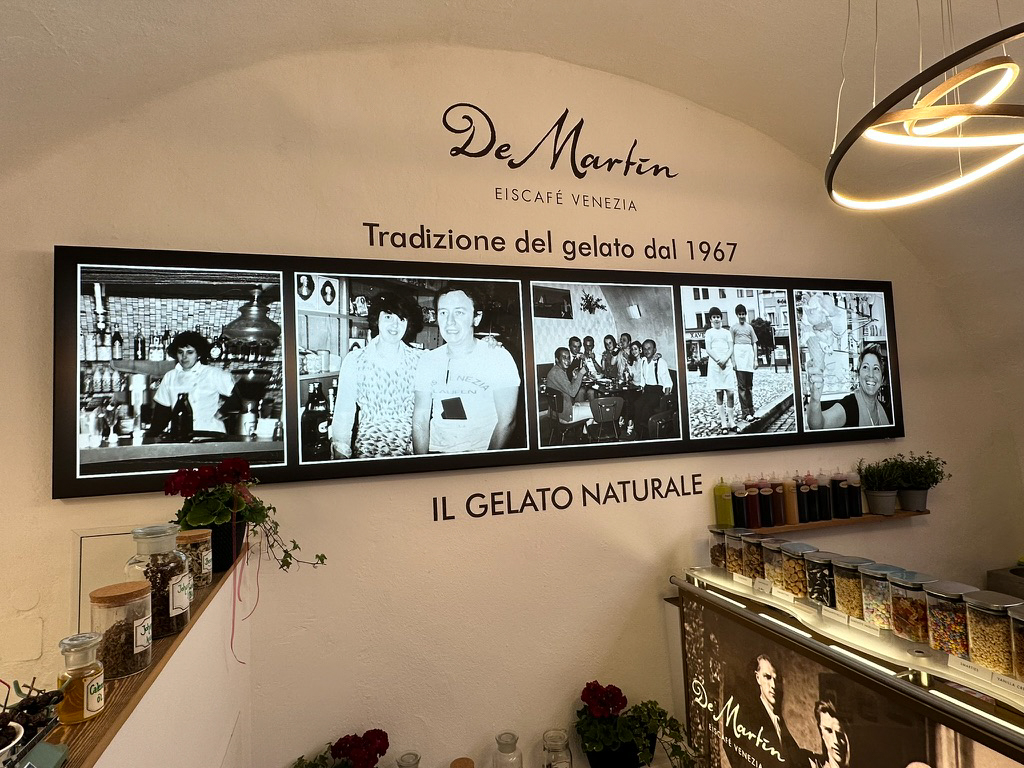 De Martin
EISCAFÉ VENEZIA
Tradizione del gelato dal 1967
IL GELATO NATURALE
De Martin
EISCAFÉ VENEZIA